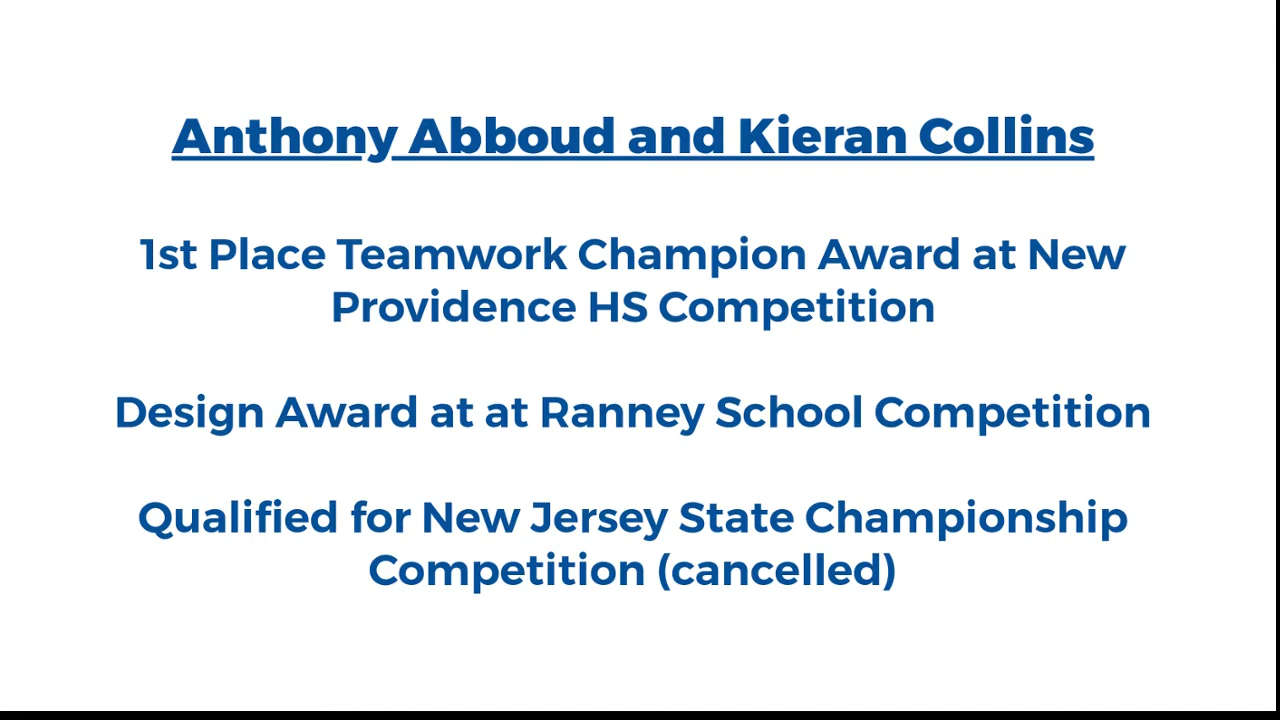 Anthony Abboud and Kieran Collins
1st Place Teamwork Champion Award at New
Providence HS Competition
Design Award at at Ranney School Competition
Qualified for New Jersey State Championship
Competition (cancelled)